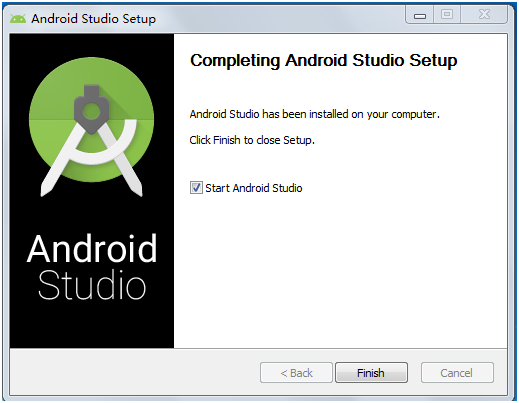 Android Studio Setup
Completing Android Studio Setup
Android Studio has been installed on your computer.
Click Finish to close Setup.
Start Android Studio
Android
Studio
< Back
Finish
Cancel